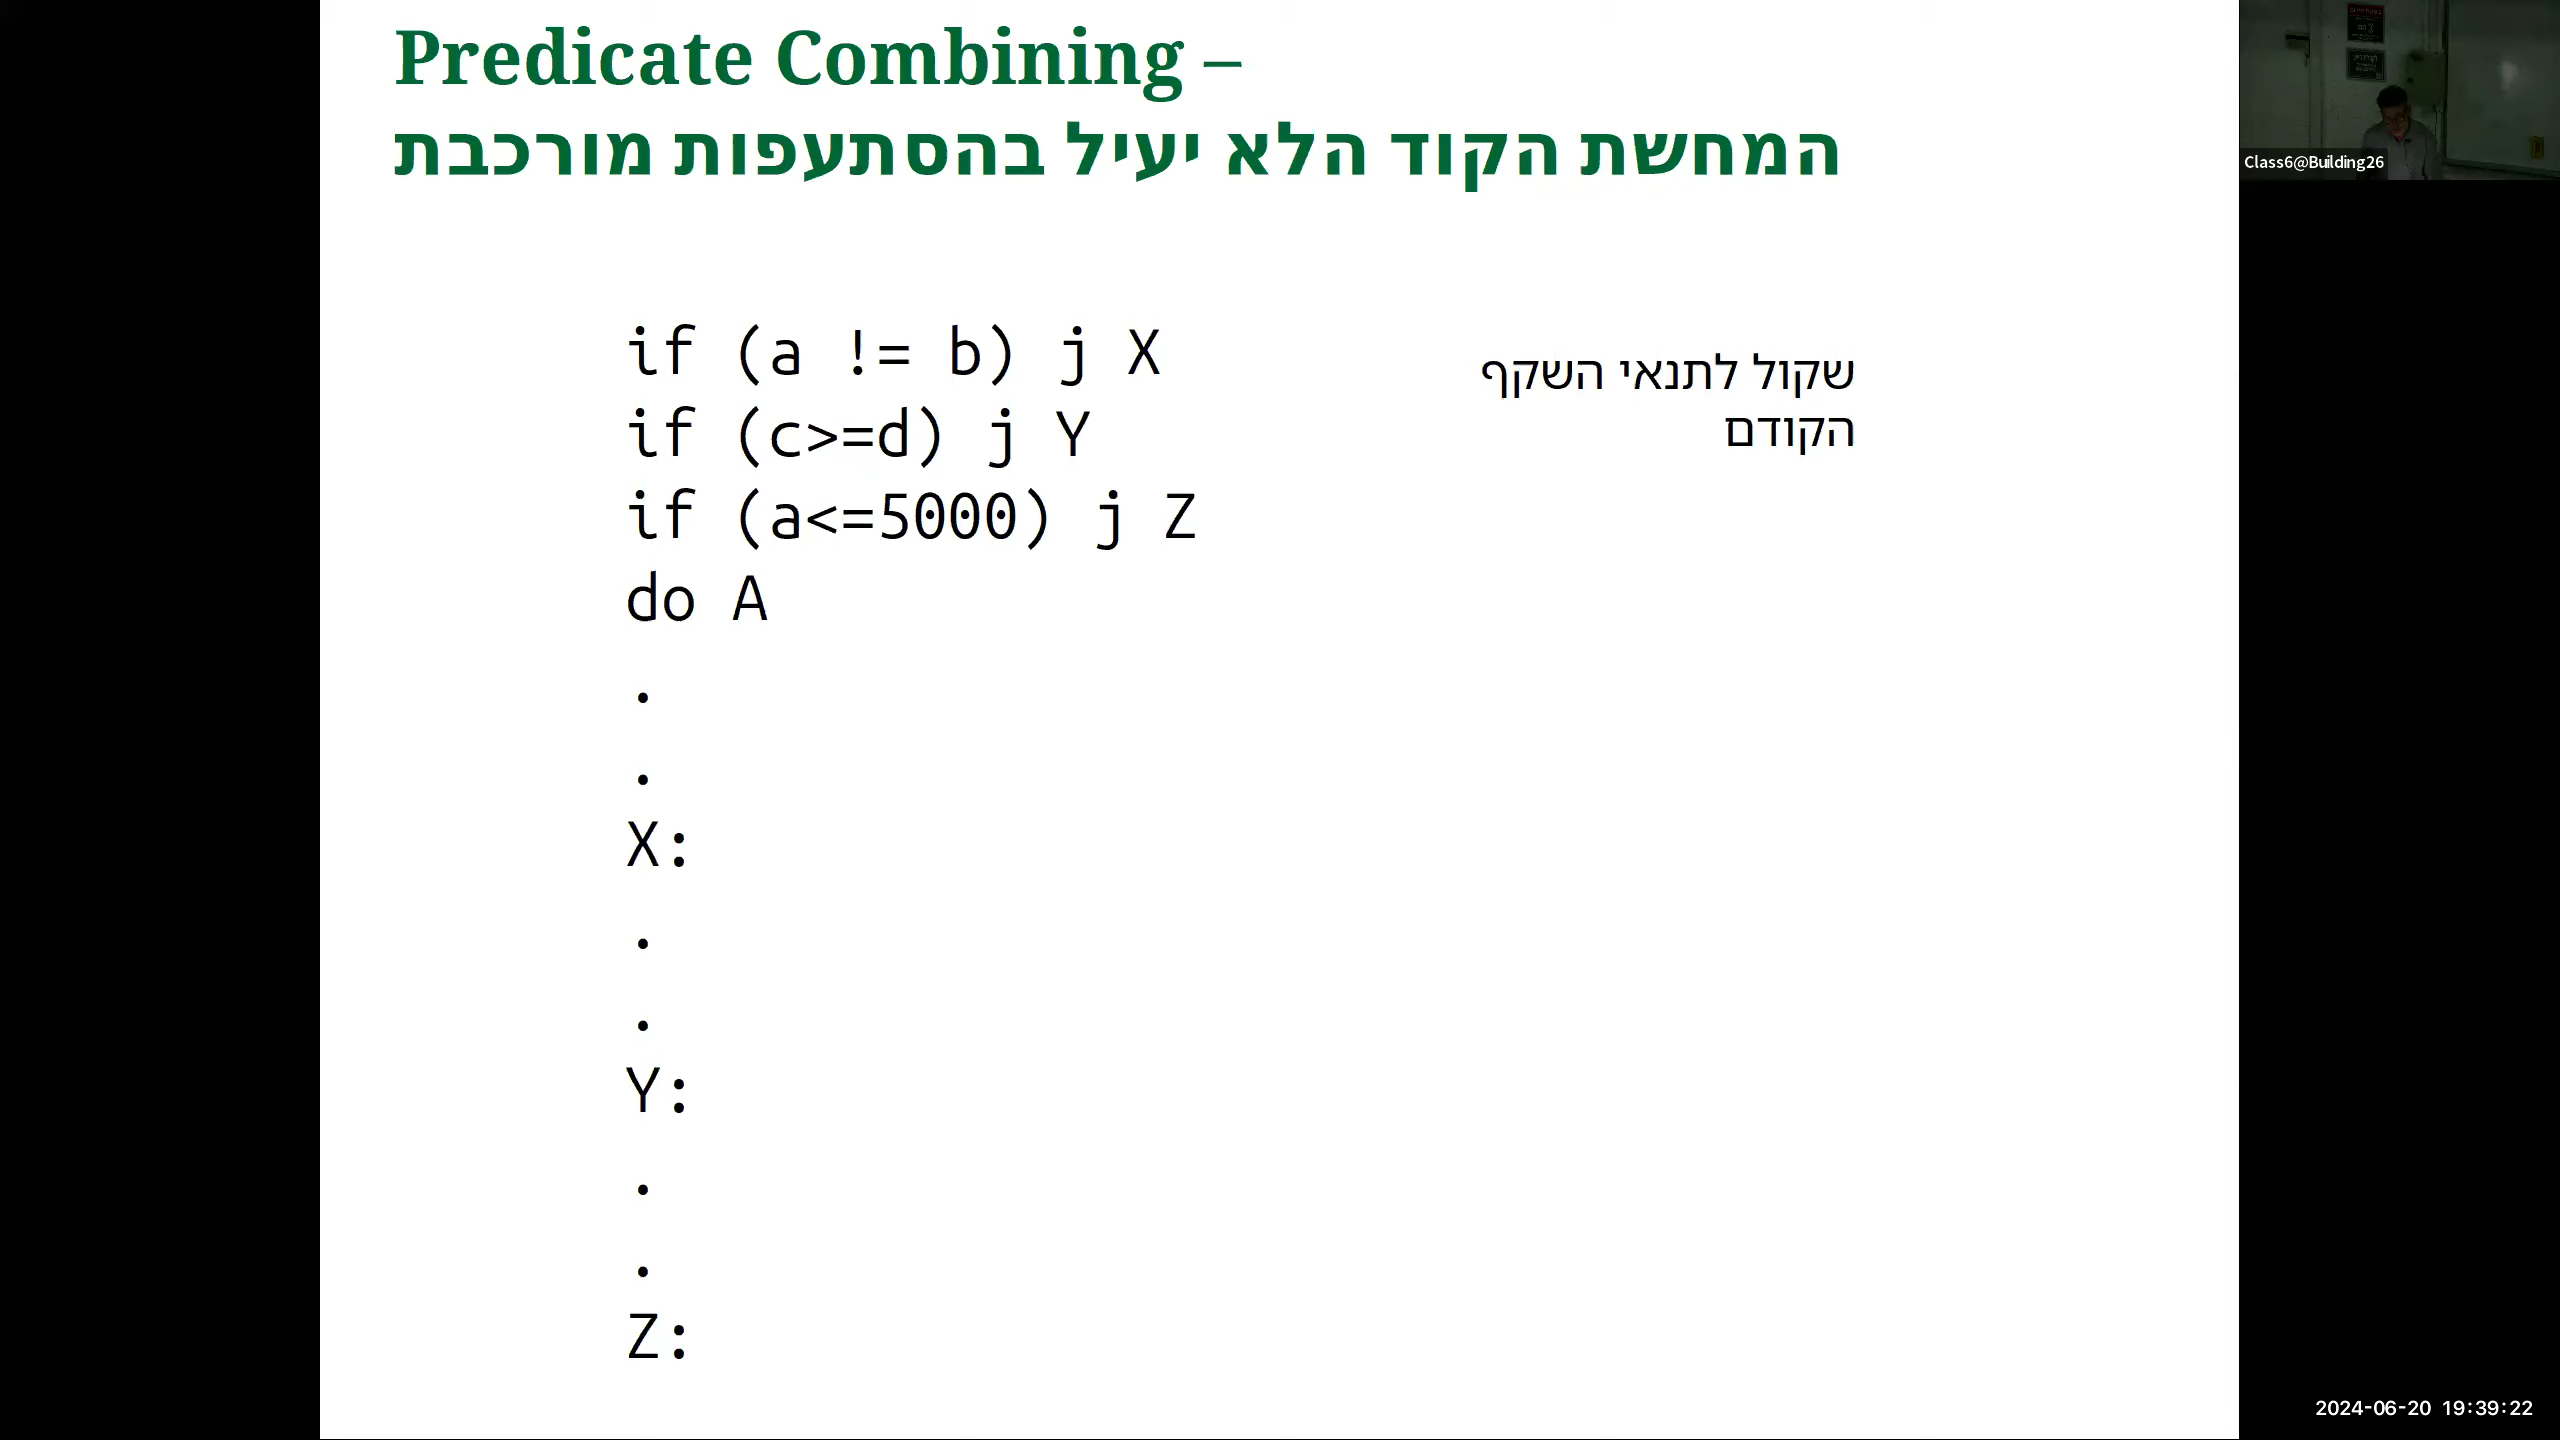 Predicate Combining –
המחשת הקוד הלא יעיל בהסתעפות מורכבת
if (a != b) j X
if (c>=d) j Y
if (a<=5000) j Z
do A
.
.
X:
.
.
Y:
.
.
Z:
שקול לתנאי השקף
הקודם
Class6@Building26
2024-06-20 19:39:22